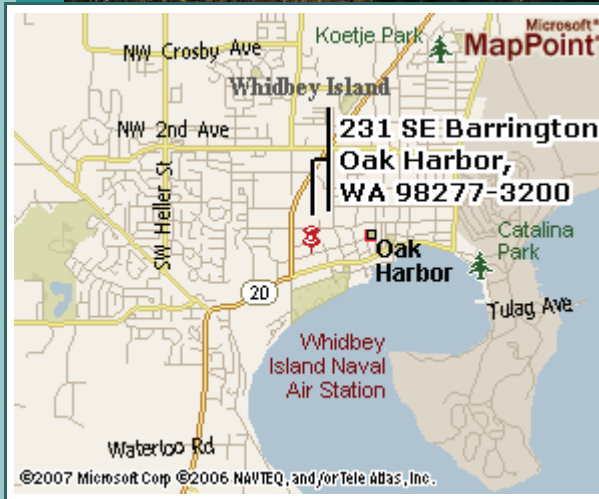 Microsoft®
Koetje Park
MapPoint®
NW Crosby Ave
Whidbey Island
NW 2nd Ave
231 SE Barrington
Oak Harbor,
WA 98277-3200
SW Heller St
Catalina
Park
Oak
Harbor
20
Tulag Ave
Whidbey
Island Naval
Air Station
Waterloo Rd
©2007 Microsoft Corp ©2006 NAVTEQ, and/or Tele Atlas, Inc.